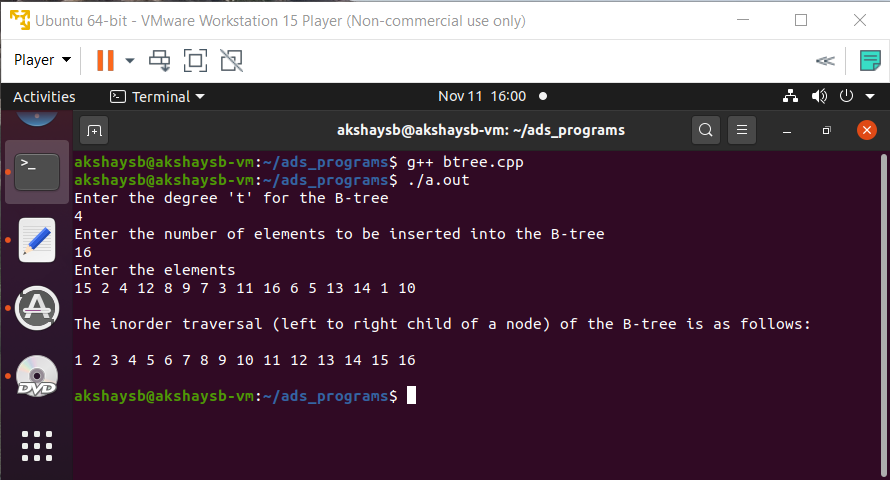 Ubuntu 64-bit - VMware Workstation 15 Player (Non-commercial use only)
Player
Activities Terminal Nov 11 16:00
akshaysb@akshaysb-vm: ~/ads_programs
akshaysb@akshaysb-vm:~/ads_programs$ g++ btree.cpp
akshaysb@akshaysb-vm:~/ads_programs$ ./a.out
Enter the degree 't' for the B-tree
4
Enter the number of elements to be inserted into the B-tree
16
Enter the elements
15 2 4 12 8 9 7 3 11 16 6 5 13 14 1 10
The inorder traversal (left to right child of a node) of the B-tree is as follows:
1 2 3 4 5 6 7 8 9 10 11 12 13 14 15 16
akshaysb@akshaysb-vm:~/ads_programs$
>_
DVD